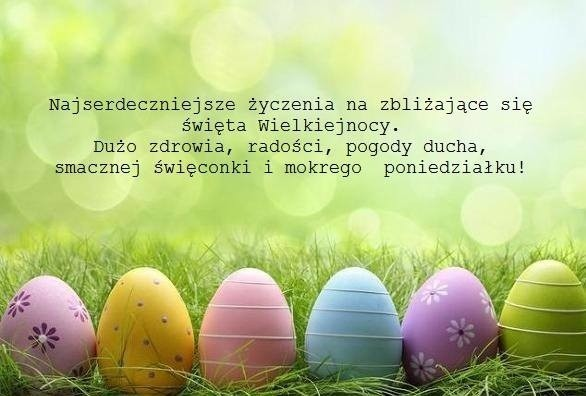 Najserdeczniejsze życzenia na zbliżające się
święta Wielkiejnocy.
Dużo zdrowia, radości, pogody ducha,
smacznej święconki i mokrego  poniedziałku!